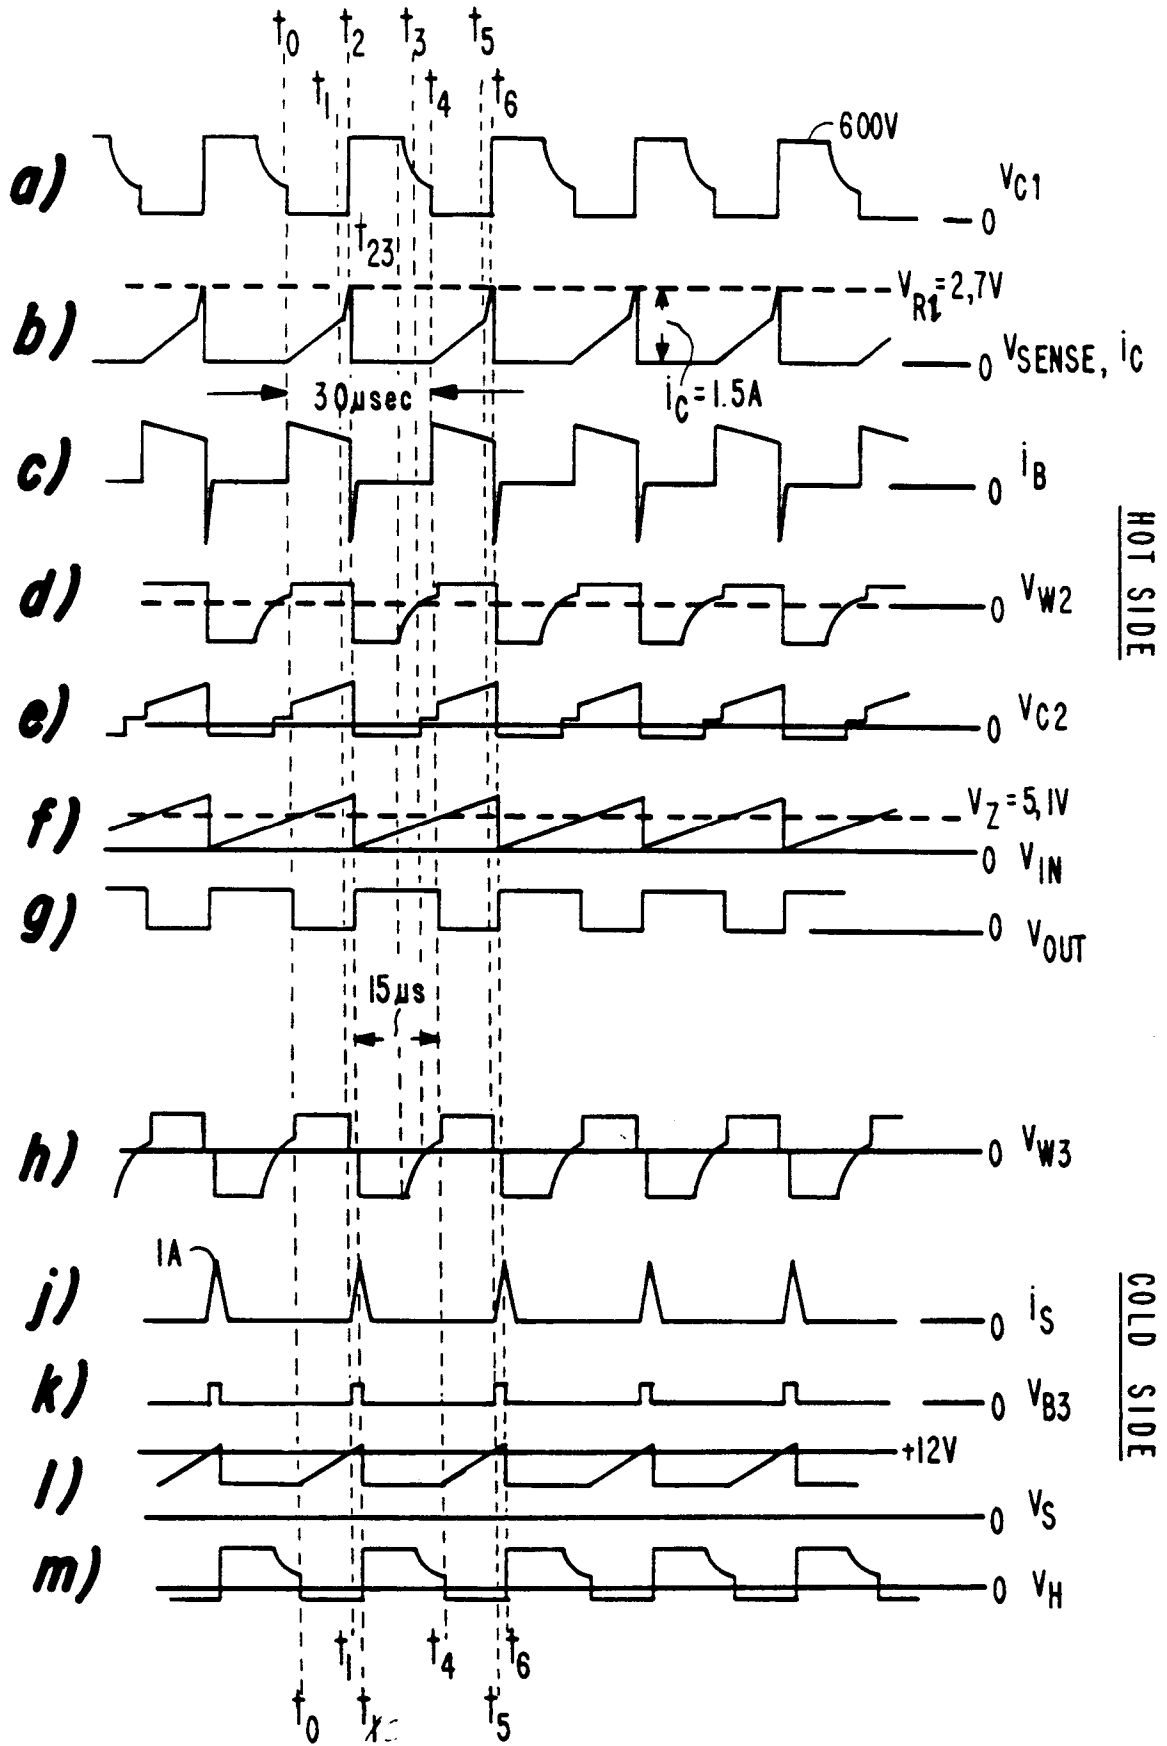 t0 t2 t3 t5
t1 t4 t6
600V
a) VC1
0
t23
VR1=2,7V
b) 0 VSENSE, iC
30µsec iC=1.5A
c) 0 iB
HOT SIDE
d) 0 VW2
e) 0 VC2
f) VZ=5,1V
0 VIN
g) 0 VOUT
15µs
h) 0 VW3
1A
j) 0 iS
COLD SIDE
k) 0 VB3
+12V
l) 0 VS
m) 0 VH
t1 t4 t6
t0 t5